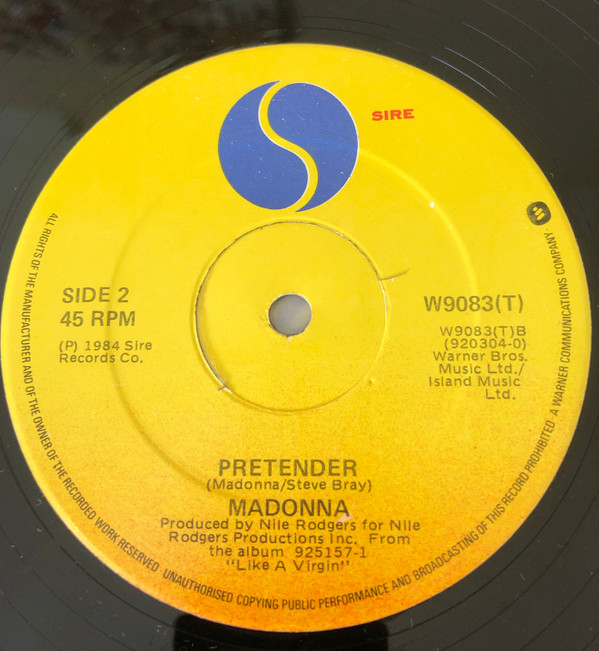 SIRE
SIDE 2
45 RPM
(P) 1984 Sire
Records Co.
W9083(T)
W9083(T)B
(920304-0)
Warner Bros.
Music Ltd./
Island Music
Ltd.
PRETENDER
(Madonna/Steve Bray)
MADONNA
Produced by Nile Rodgers for Nile
Rodgers Productions Inc. From
the album 925157-1
"Like A Virgin"
ALL RIGHTS OF THE MANUFACTURER AND OF THE OWNER OF THE RECORDED WORK RESERVED UNAUTHORISED COPYING PUBLIC PERFORMANCE AND BROADCASTING OF THIS RECORD PROHIBITED · A WARNER COMMUNICATIONS COMPANY